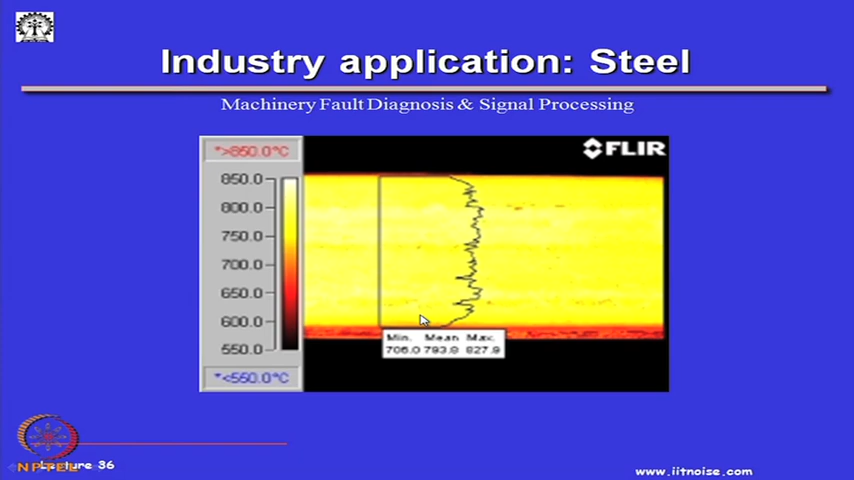 Industry application: Steel
Machinery Fault Diagnosis & Signal Processing
*>850.0°C
FLIR
850.0
800.0
750.0
700.0
650.0
600.0
550.0
Min. Mean Max.
706.0 793.8 827.9
*<550.0°C
NPTEL
Lecture 36
www.iitnoise.com